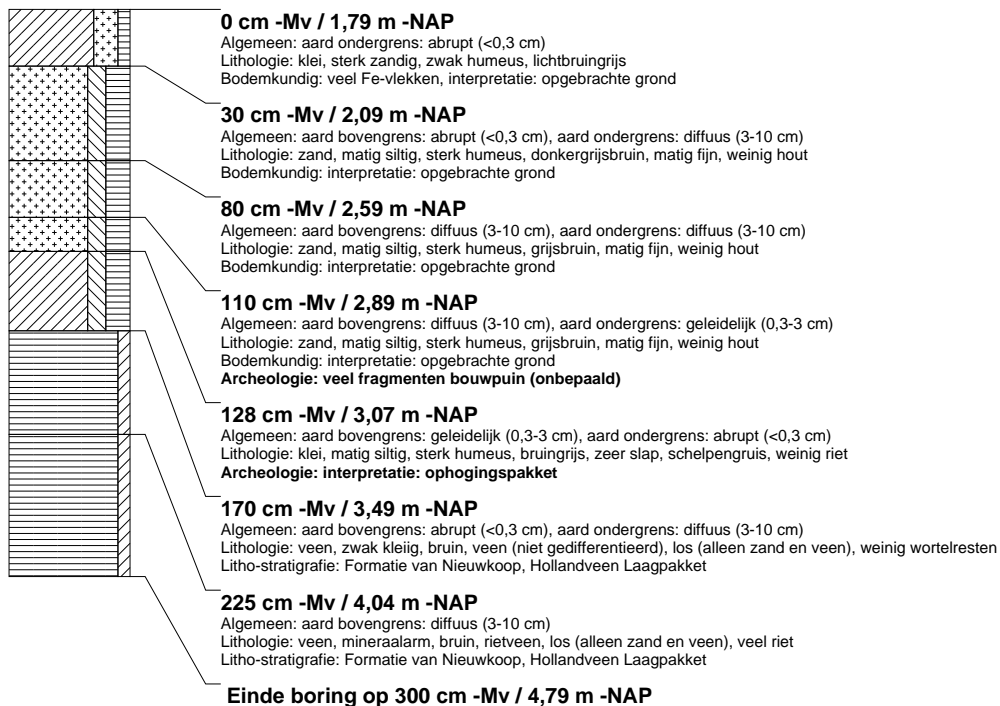 0 cm -Mv / 1,79 m -NAP
Algemeen: aard ondergrens: abrupt (<0,3 cm)
Lithologie: klei, sterk zandig, zwak humeus, lichtbruingrijs
Bodemkundig: veel Fe-vlekken, interpretatie: opgebrachte grond
30 cm -Mv / 2,09 m -NAP
Algemeen: aard bovengrens: abrupt (<0,3 cm), aard ondergrens: diffuus (3-10 cm)
Lithologie: zand, matig siltig, sterk humeus, donkergrijsbruin, matig fijn, weinig hout
Bodemkundig: interpretatie: opgebrachte grond
80 cm -Mv / 2,59 m -NAP
Algemeen: aard bovengrens: diffuus (3-10 cm), aard ondergrens: diffuus (3-10 cm)
Lithologie: zand, matig siltig, sterk humeus, grijsbruin, matig fijn, weinig hout
Bodemkundig: interpretatie: opgebrachte grond
110 cm -Mv / 2,89 m -NAP
Algemeen: aard bovengrens: diffuus (3-10 cm), aard ondergrens: geleidelijk (0,3-3 cm)
Lithologie: zand, matig siltig, sterk humeus, grijsbruin, matig fijn, weinig hout
Bodemkundig: interpretatie: opgebrachte grond
Archeologie: veel fragmenten bouwpuin (onbepaald)
128 cm -Mv / 3,07 m -NAP
Algemeen: aard bovengrens: geleidelijk (0,3-3 cm), aard ondergrens: abrupt (<0,3 cm)
Lithologie: klei, matig siltig, sterk humeus, bruingrijs, zeer slap, schelpengruis, weinig riet
Archeologie: interpretatie: ophogingspakket
170 cm -Mv / 3,49 m -NAP
Algemeen: aard bovengrens: abrupt (<0,3 cm), aard ondergrens: diffuus (3-10 cm)
Lithologie: veen, zwak kleiig, bruin, veen (niet gedifferentieerd), los (alleen zand en veen), weinig wortelresten
Litho-stratigrafie: Formatie van Nieuwkoop, Hollandveen Laagpakket
225 cm -Mv / 4,04 m -NAP
Algemeen: aard bovengrens: diffuus (3-10 cm)
Lithologie: veen, mineraalarm, bruin, rietveen, los (alleen zand en veen), veel riet
Litho-stratigrafie: Formatie van Nieuwkoop, Hollandveen Laagpakket
Einde boring op 300 cm -Mv / 4,79 m -NAP